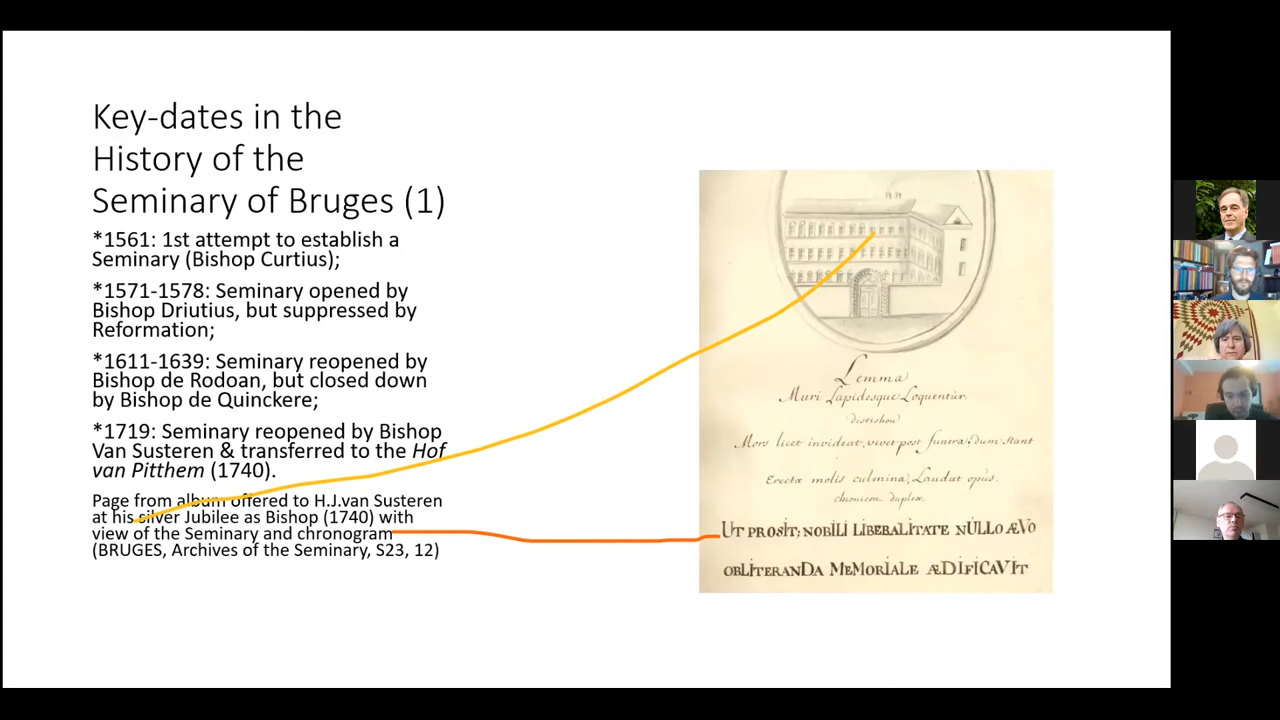 Key-dates in the
History of the
Seminary of Bruges (1)
*1561: 1st attempt to establish a
Seminary (Bishop Curtius);
*1571-1578: Seminary opened by
Bishop Driutius, but suppressed by
Reformation;
*1611-1639: Seminary reopened by
Bishop de Rodoan, but closed down
by Bishop de Quinckere;
*1719: Seminary reopened by Bishop
Van Susteren & transferred to the Hof
van Pitthem (1740).
Page from album offered to H.J.van Susteren
at his silver Jubilee as Bishop (1740) with
view of the Seminary and chronogram
(BRUGES, Archives of the Seminary, S23, 12)
Lemma
Muri Lapidesque Loquentur.
distichon
Mors licet invideat, vivet post funera, dum stant
Erectæ molis culmina, Laudat opus.
chronicon duplex.
UT PROSIT; NOBILI LIBERALITATE NULLO ÆVO
OBLITERANDA MEMORIALE ÆDIFICAVIT